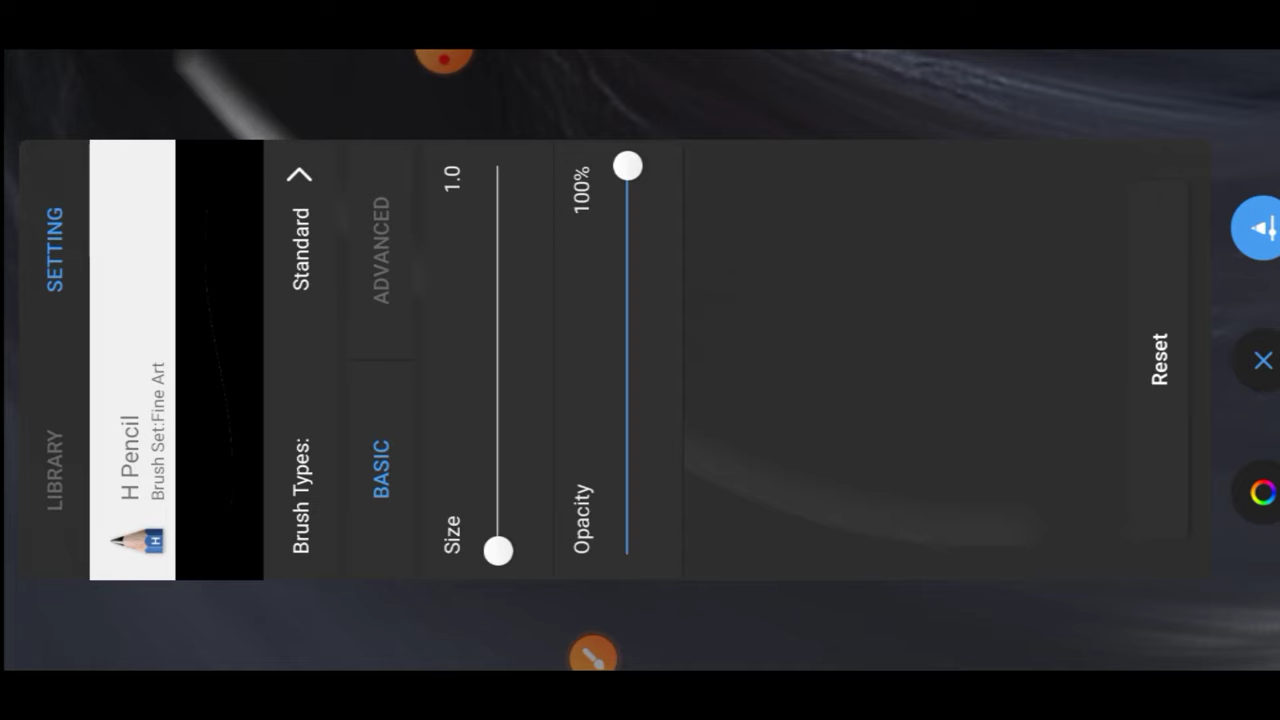 LIBRARY SETTING
H Pencil
Brush Set:Fine Art
H
Brush Types: Standard
BASIC ADVANCED
Size 1.0
Opacity 100%
Reset